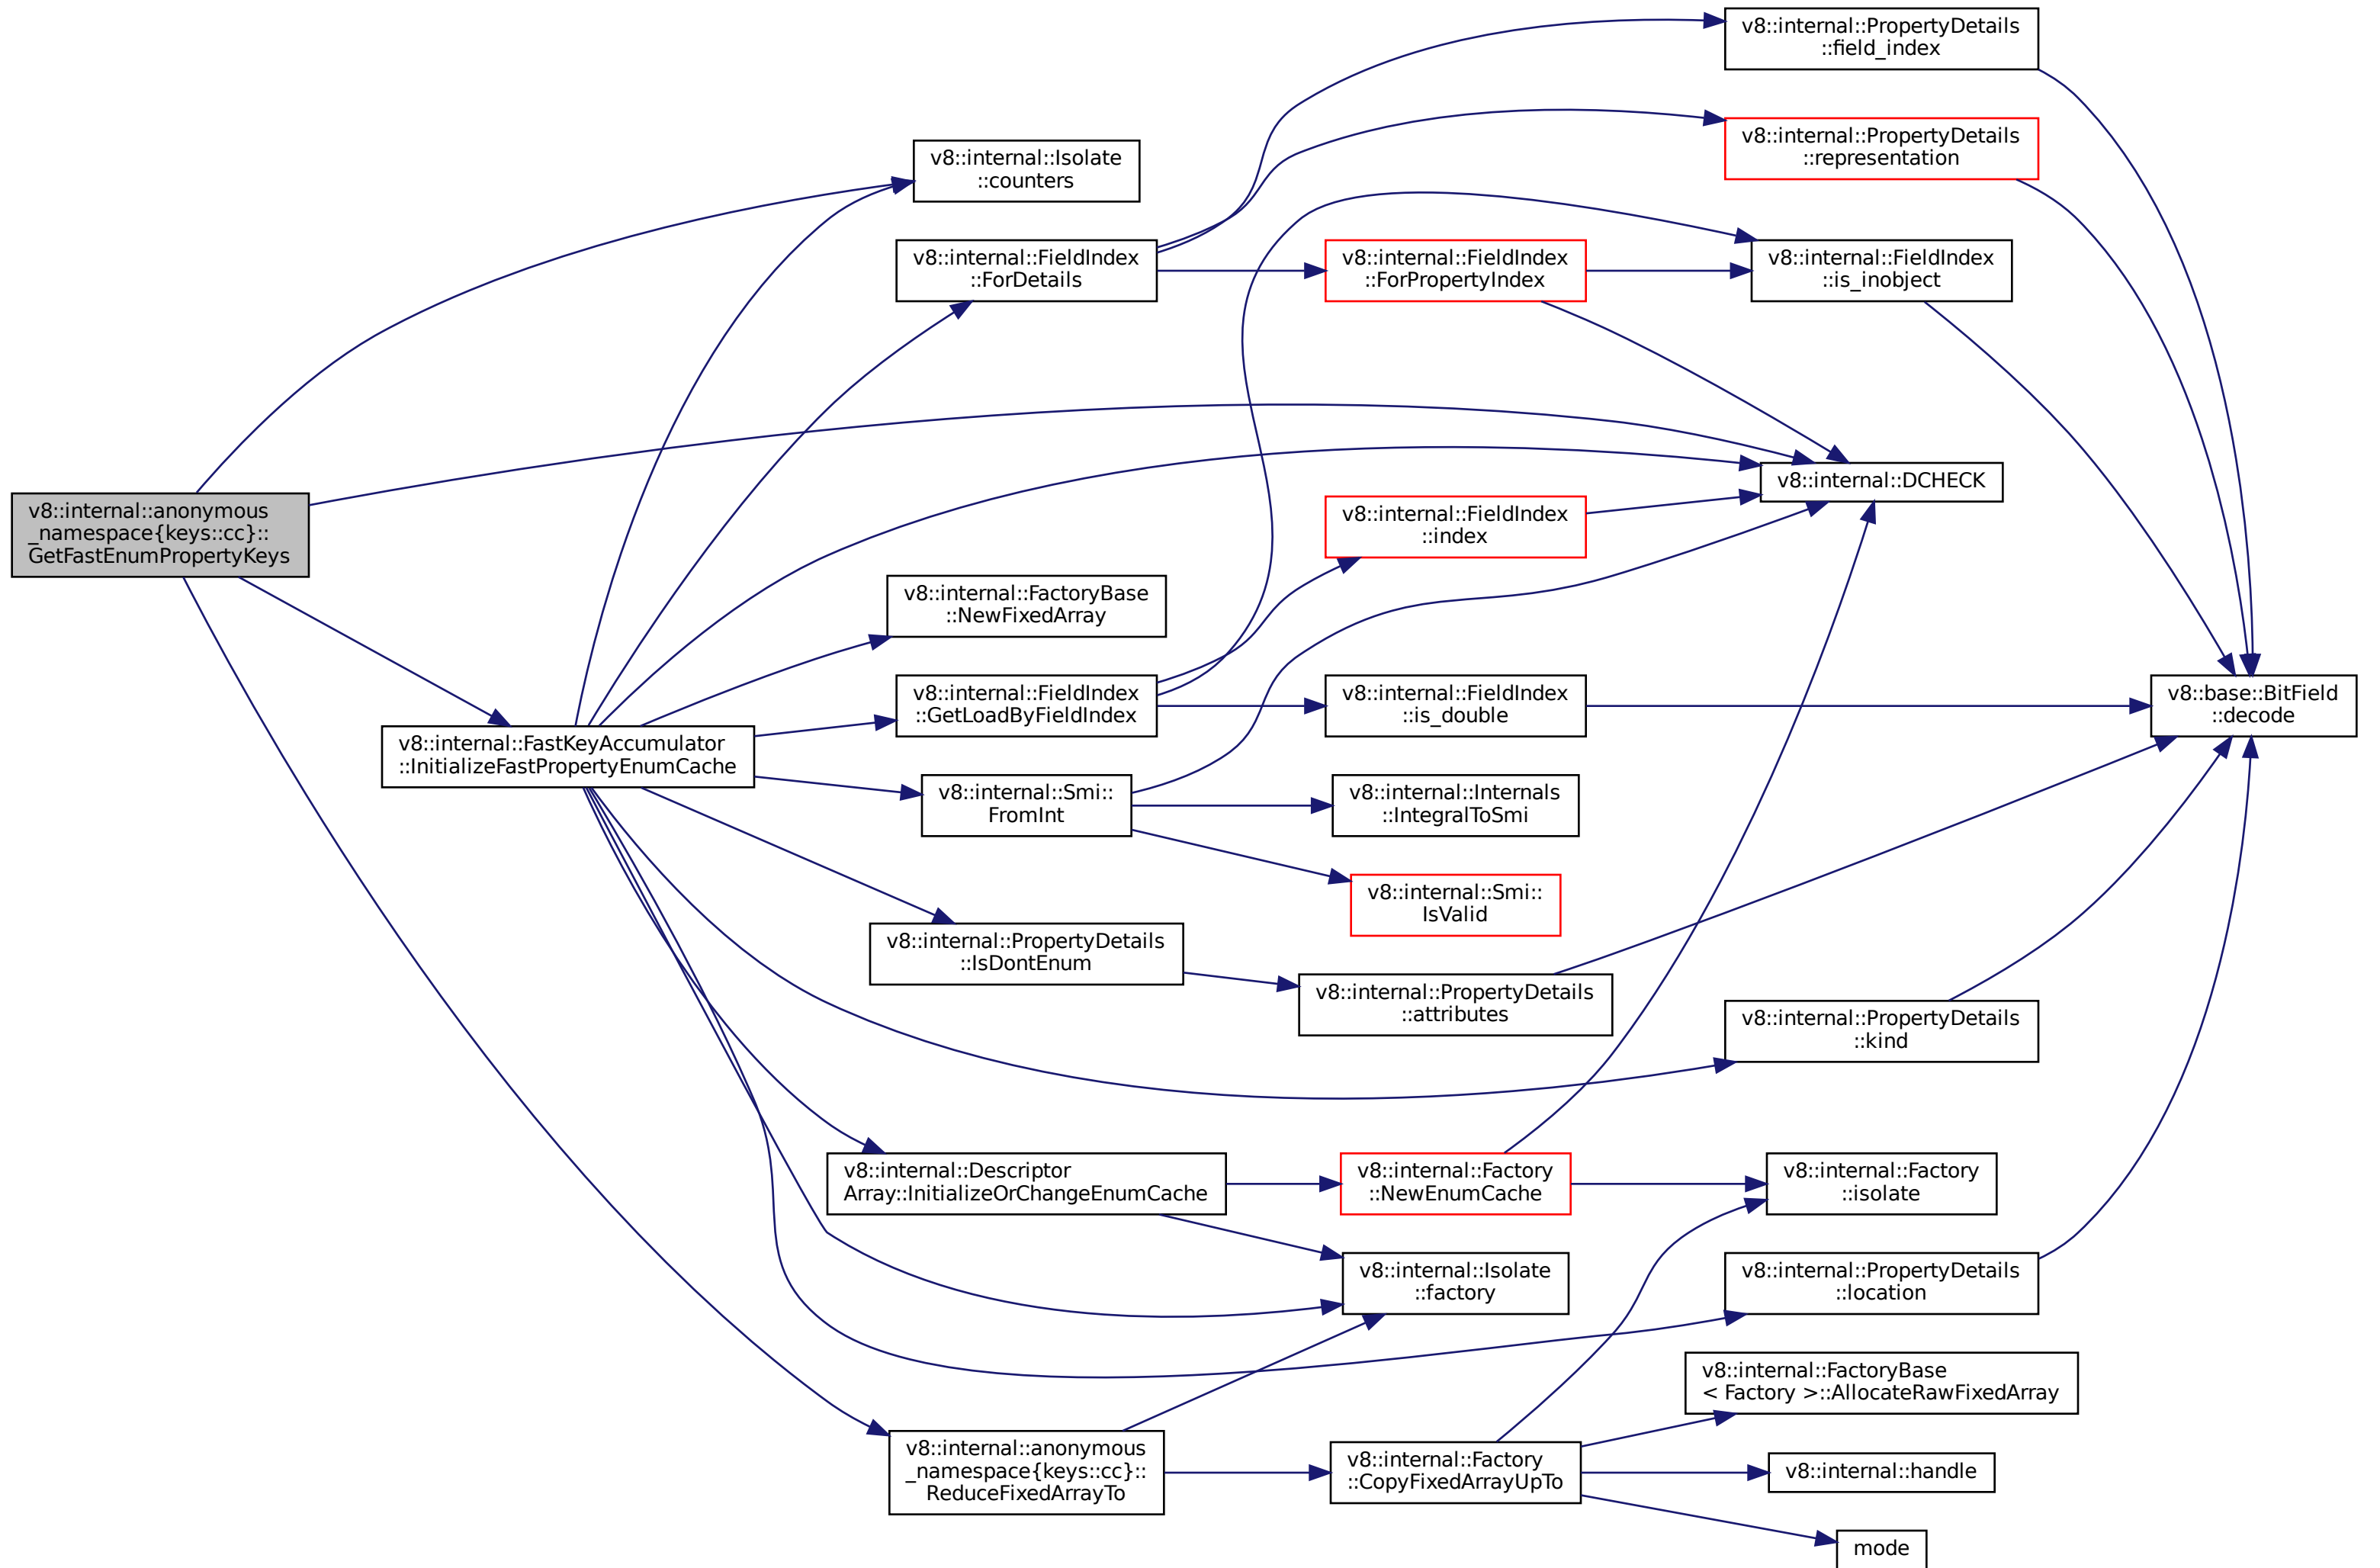 v8::internal::PropertyDetails
::field_index
v8::internal::PropertyDetails
::representation
v8::internal::Isolate
::counters
v8::internal::FieldIndex
::ForDetails
v8::internal::FieldIndex
::ForPropertyIndex
v8::internal::FieldIndex
::is_inobject
v8::internal::DCHECK
v8::internal::anonymous
_namespace{keys::cc}::
GetFastEnumPropertyKeys
v8::internal::FieldIndex
::index
v8::internal::FactoryBase
::NewFixedArray
v8::internal::FieldIndex
::GetLoadByFieldIndex
v8::internal::FieldIndex
::is_double
v8::base::BitField
::decode
v8::internal::FastKeyAccumulator
::InitializeFastPropertyEnumCache
v8::internal::Smi::
FromInt
v8::internal::Internals
::IntegralToSmi
v8::internal::Smi::
IsValid
v8::internal::PropertyDetails
::IsDontEnum
v8::internal::PropertyDetails
::attributes
v8::internal::PropertyDetails
::kind
v8::internal::Descriptor
Array::InitializeOrChangeEnumCache
v8::internal::Factory
::NewEnumCache
v8::internal::Factory
::isolate
v8::internal::Isolate
::factory
v8::internal::PropertyDetails
::location
v8::internal::FactoryBase
< Factory >::AllocateRawFixedArray
v8::internal::anonymous
_namespace{keys::cc}::
ReduceFixedArrayTo
v8::internal::Factory
::CopyFixedArrayUpTo
v8::internal::handle
mode